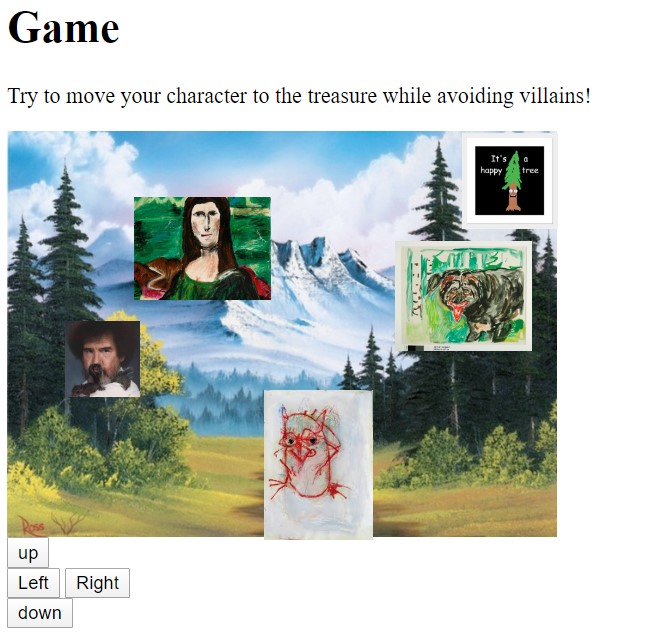 Game
Try to move your character to the treasure while avoiding villains!
It's a
happy tree
Ross
up
Left Right
down